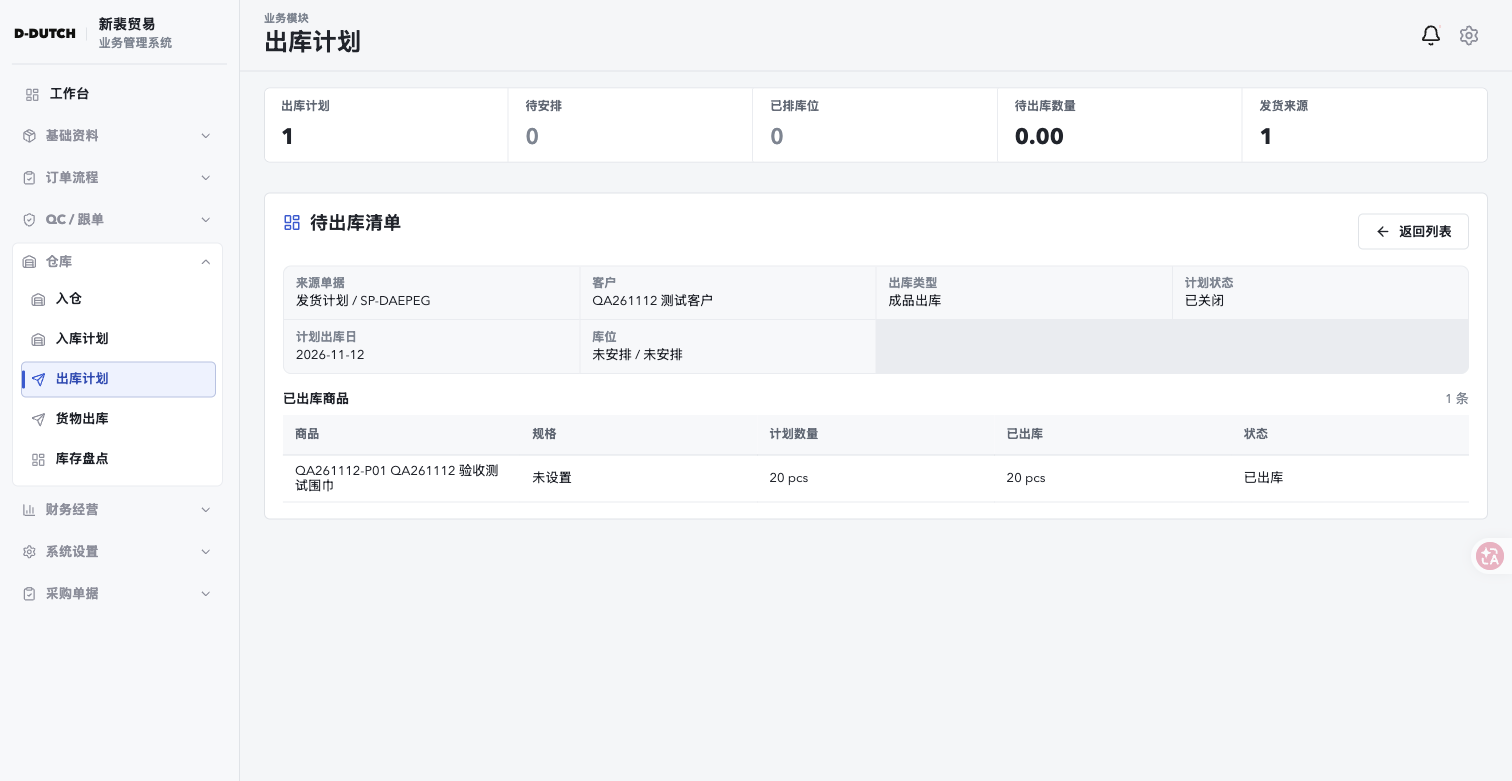 D-DUTCH
新裝贸易
业务管理系统
工作台
基础资料
订单流程
QC / 跟单
仓库
入仓
入库计划
出库计划
货物出库
库存盘点
财务经营
系统设置
采购单据
业务模块
出库计划
出库计划
1
待安排
0
已排库位
0
待出库数量
0.00
发货来源
1
待出库清单
返回列表
来源单据
发货计划 / SP-DAEPEG
客户
QA261112 测试客户
出库类型
成品出库
计划状态
已关闭
计划出库日
2026-11-12
库位
未安排 / 未安排
已出库商品
1 条
商品 规格 计划数量 已出库 状态
QA261112-P01 QA261112 验收测
试围巾
未设置
20 pcs
20 pcs
已出库